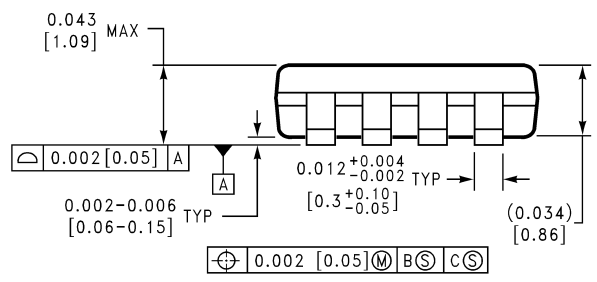 0.043
[1.09] MAX
⌓ 0.002[0.05] A
A
0.012 +0.004 -0.002 TYP
[0.3 +0.10 -0.05]
0.002-0.006
[0.06-0.15] TYP
(0.034)
[0.86]
⌖ 0.002 [0.05]Ⓜ BⓈ CⓈ